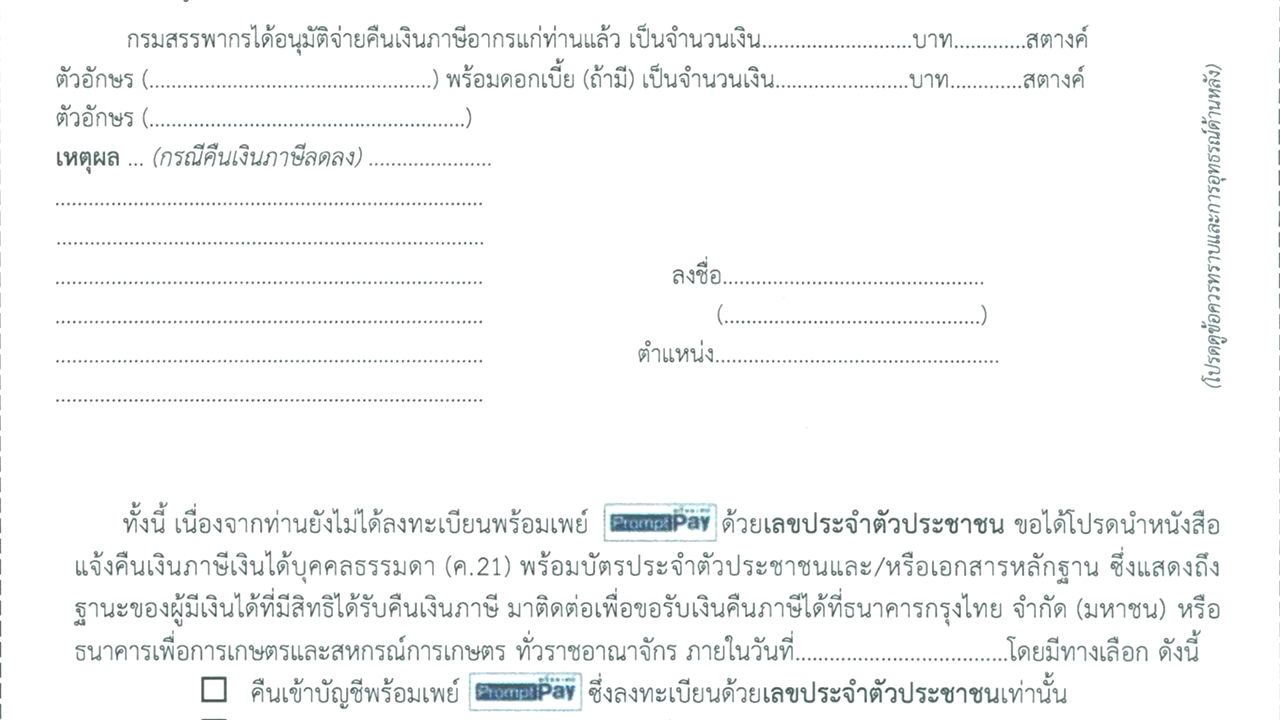 กรมสรรพากรได้อนุมัติจ่ายคืนเงินภาษีอากรแก่ท่านแล้ว เป็นจำนวนเงิน............................บาท.............สตางค์
ตัวอักษร (....................................................) พร้อมดอกเบี้ย (ถ้ามี) เป็นจำนวนเงิน.........................บาท.............สตางค์
ตัวอักษร (..........................................................)
เหตุผล ... (กรณีคืนเงินภาษีลดลง) .......................
...............................................................................
...............................................................................
...............................................................................
ลงชื่อ................................................
...............................................................................
(...............................................)
...............................................................................
ตำแหน่ง....................................................
...............................................................................
(โปรดดูข้อควรทราบและการอุทธรณ์ด้านหลัง)
ทั้งนี้ เนื่องจากท่านยังไม่ได้ลงทะเบียนพร้อมเพย์ PromptPay ด้วยเลขประจำตัวประชาชน ขอได้โปรดนำหนังสือ
แจ้งคืนเงินภาษีเงินได้บุคคลธรรมดา (ค.21) พร้อมบัตรประจำตัวประชาชนและ/หรือเอกสารหลักฐาน ซึ่งแสดงถึง
ฐานะของผู้มีเงินได้ที่มีสิทธิได้รับคืนเงินภาษี มาติดต่อเพื่อขอรับเงินคืนภาษีได้ที่ธนาคารกรุงไทย จำกัด (มหาชน) หรือ
ธนาคารเพื่อการเกษตรและสหกรณ์การเกษตร ทั่วราชอาณาจักร ภายในวันที่.......................................โดยมีทางเลือก ดังนี้
คืนเข้าบัญชีพร้อมเพย์ PromptPay ซึ่งลงทะเบียนด้วยเลขประจำตัวประชาชนเท่านั้น